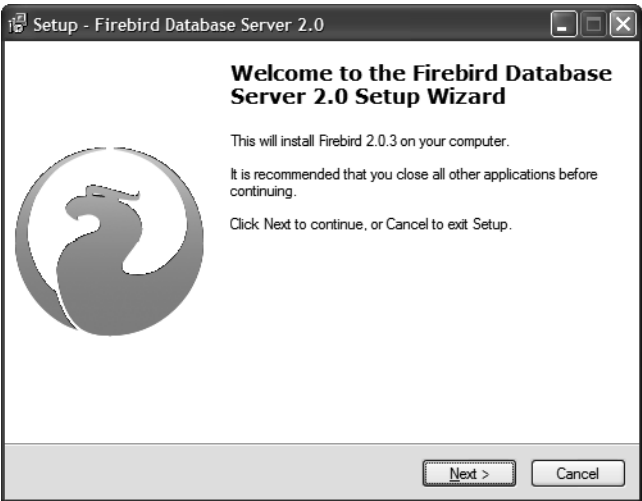 Setup - Firebird Database Server 2.0
Welcome to the Firebird Database
Server 2.0 Setup Wizard
This will install Firebird 2.0.3 on your computer.
It is recommended that you close all other applications before
continuing.
Click Next to continue, or Cancel to exit Setup.
Next >
Cancel